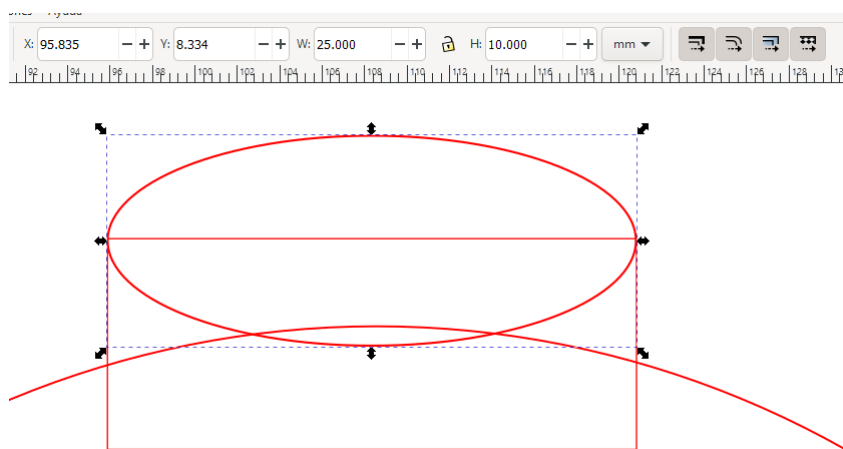 Ayuda
X: 95.835 − + Y: 8.334 − + W: 25.000 − + H: 10.000 − + mm
92 94 96 98 100 102 104 106 108 110 112 114 116 118 120 122 124 126 128